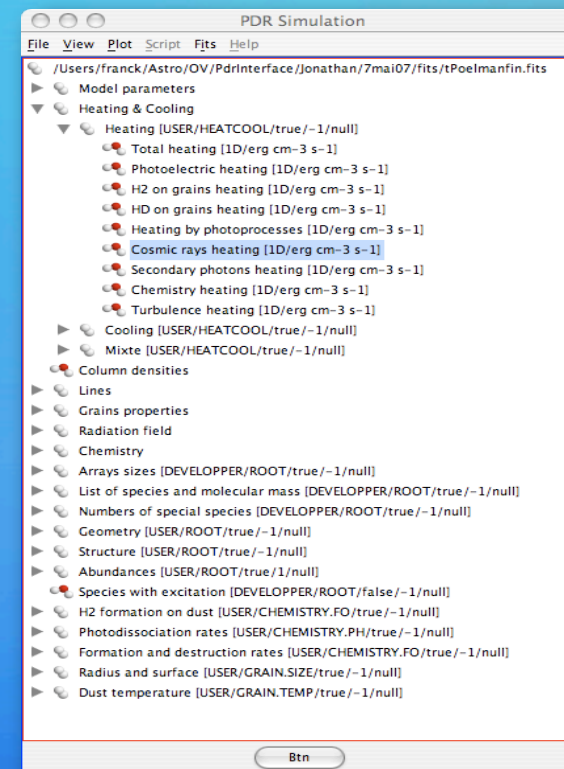 PDR Simulation
File View Plot Script Fits Help
/Users/franck/Astro/OV/PdrInterface/Jonathan/7mai07/fits/tPoelmanfin.fits
Model parameters
Heating & Cooling
Heating [USER/HEATCOOL/true/-1/null]
Total heating [1D/erg cm-3 s-1]
Photoelectric heating [1D/erg cm-3 s-1]
H2 on grains heating [1D/erg cm-3 s-1]
HD on grains heating [1D/erg cm-3 s-1]
Heating by photoprocesses [1D/erg cm-3 s-1]
Cosmic rays heating [1D/erg cm-3 s-1]
Secondary photons heating [1D/erg cm-3 s-1]
Chemistry heating [1D/erg cm-3 s-1]
Turbulence heating [1D/erg cm-3 s-1]
Cooling [USER/HEATCOOL/true/-1/null]
Mixte [USER/HEATCOOL/true/-1/null]
Column densities
Lines
Grains properties
Radiation field
Chemistry
Arrays sizes [DEVELOPPER/ROOT/true/-1/null]
List of species and molecular mass [DEVELOPPER/ROOT/true/-1/null]
Numbers of special species [DEVELOPPER/ROOT/true/-1/null]
Geometry [USER/ROOT/true/-1/null]
Structure [USER/ROOT/true/-1/null]
Abundances [USER/ROOT/true/1/null]
Species with excitation [DEVELOPPER/ROOT/false/-1/null]
H2 formation on dust [USER/CHEMISTRY.FO/true/-1/null]
Photodissociation rates [USER/CHEMISTRY.PH/true/-1/null]
Formation and destruction rates [USER/CHEMISTRY.FO/true/-1/null]
Radius and surface [USER/GRAIN.SIZE/true/-1/null]
Dust temperature [USER/GRAIN.TEMP/true/-1/null]
Btn